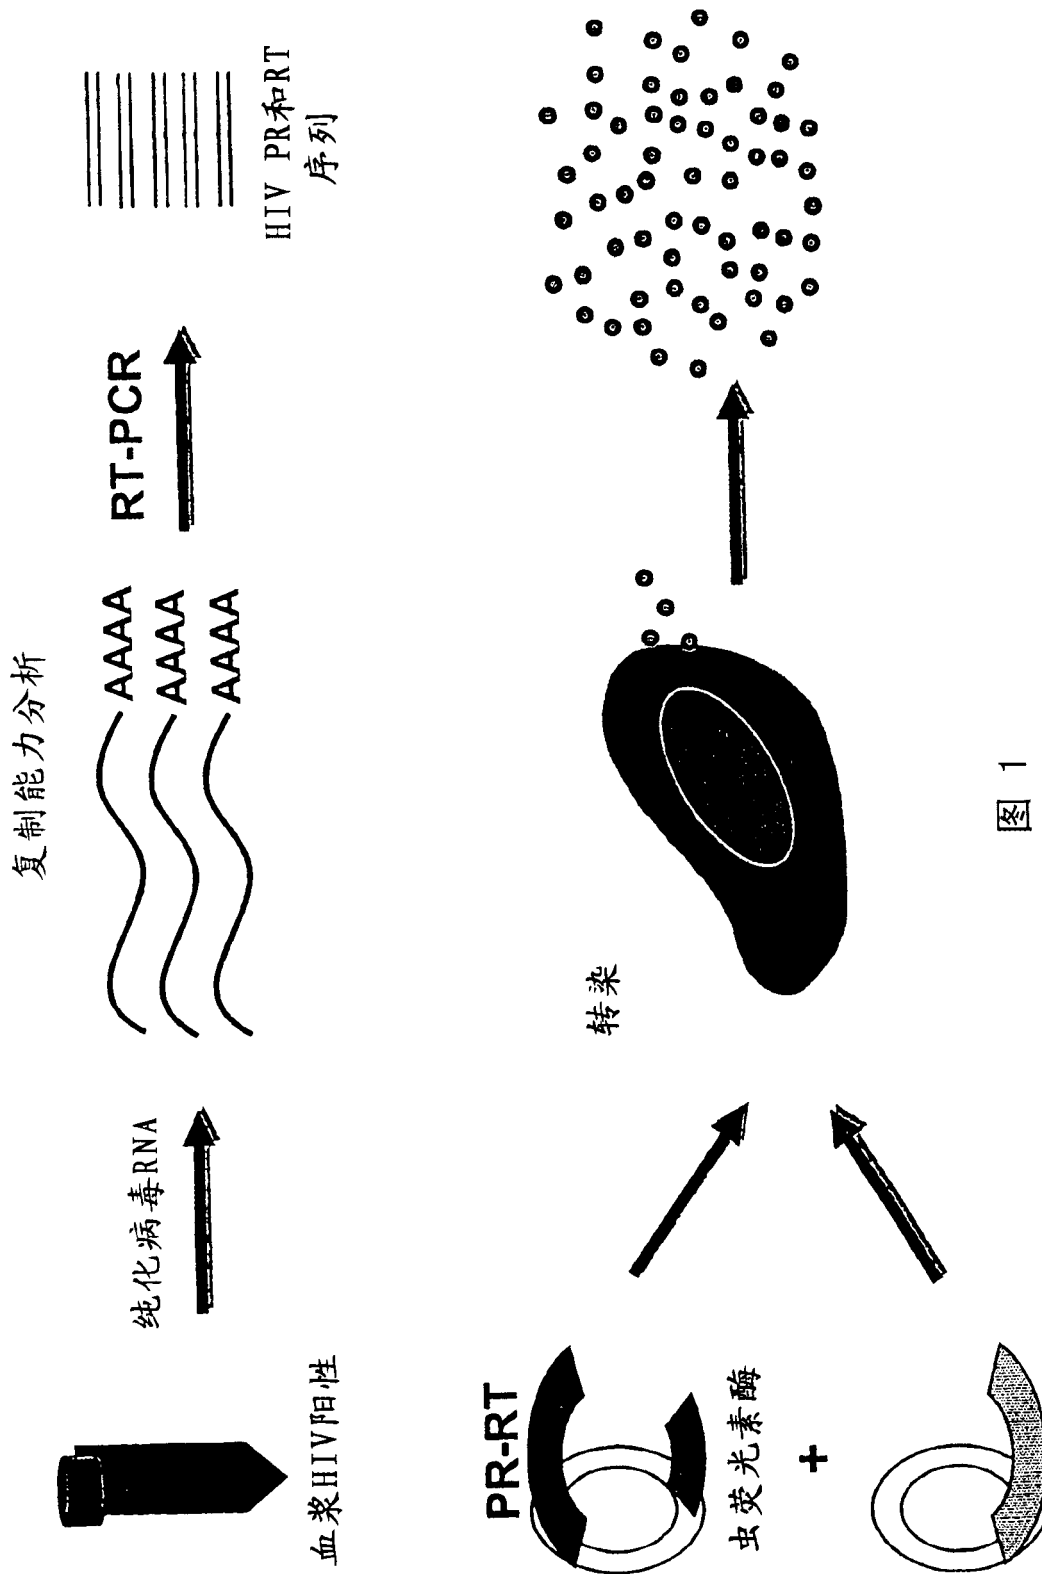 复制能力分析
纯化病毒RNA
AAAA
AAAA
AAAA
RT-PCR
血浆HIV阳性
HIV PR和RT
序列
PR-RT
虫荧光素酶
+
转染
图 1